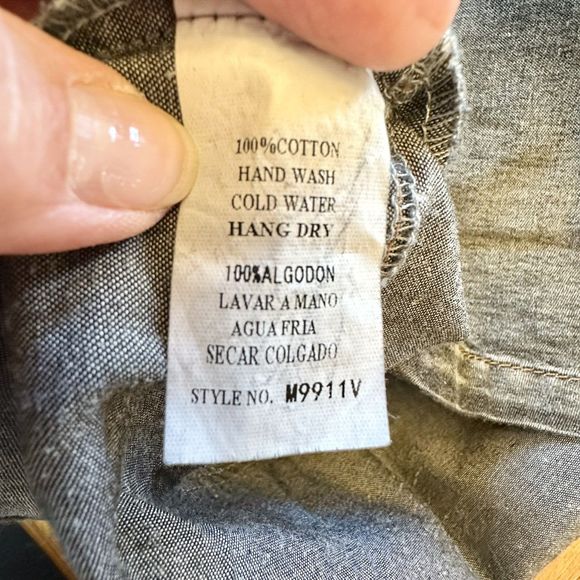 100%COTTON
HAND WASH
COLD WATER
HANG DRY
100%ALGODON
LAVAR A MANO
AGUA FRIA
SECAR COLGADO
STYLE NO. M9911V